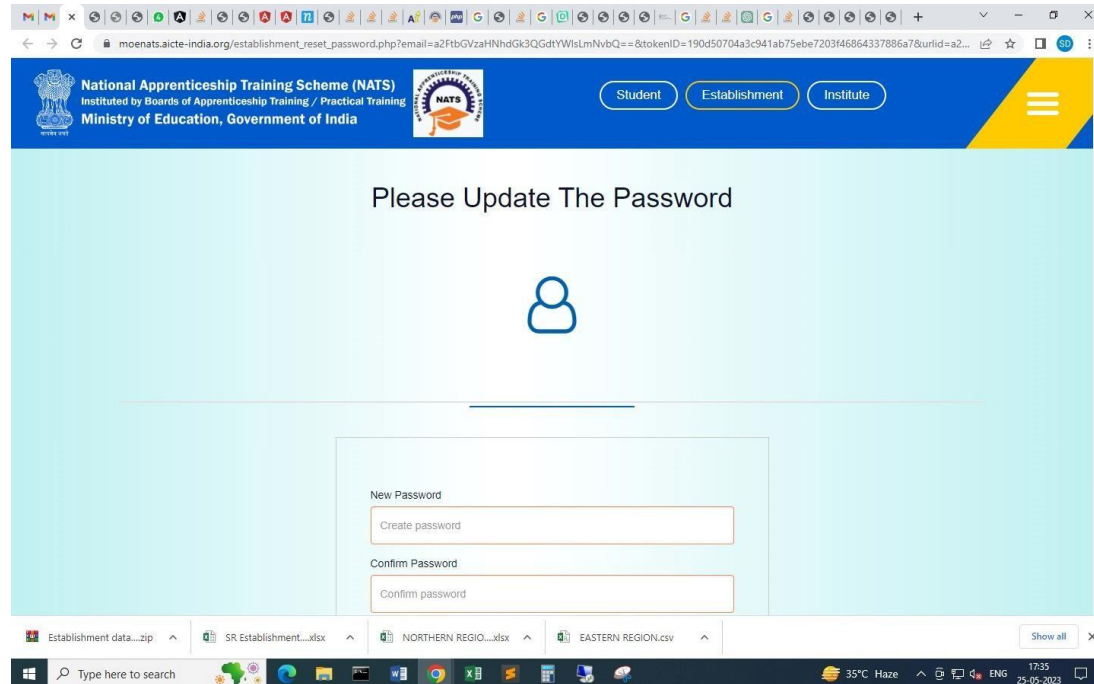 moenats.aicte-india.org/establishment_reset_password.php?email=a2FtbGVzaHNhdGk3QGdtYWlsLmNvbQ==&tokenID=190d50704a3c941ab75ebe7203f46864337886a7&urlid=a2...
SD
National Apprenticeship Training Scheme (NATS)
Instituted by Boards of Apprenticeship Training / Practical Training
Ministry of Education, Government of India
NATS
Student
Establishment
Institute
Please Update The Password
New Password
Create password
Confirm Password
Confirm password
Establishment data....zip
SR Establishment....xlsx
NORTHERN REGIO....xlsx
EASTERN REGION.csv
Show all
Type here to search
35°C Haze
ENG
17:35
25-05-2023